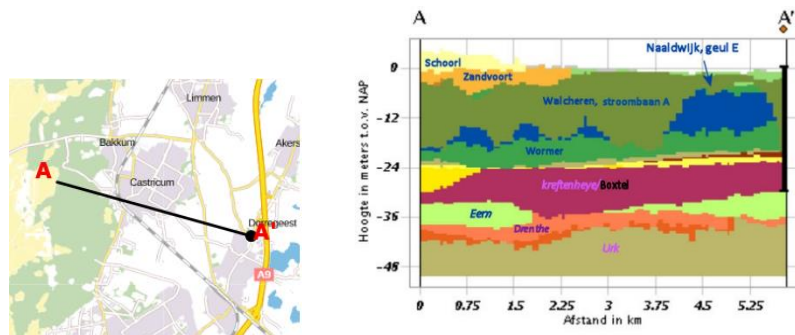 Limmen
Bakkum
Akers
A
Castricum
Dorregeest
A'
A9
A
A'
Hoogte in meters t.o.v. NAP
0
-12
-24
-36
-48
Naaldwijk, geul E
Schoorl
Zandvoort
Walcheren, stroombaan A
Wormer
kreftenheye/Boxtel
Eem
Drenthe
Urk
0
0.75
1.5
2.25
3
3.75
4.5
5.25
Afstand in km